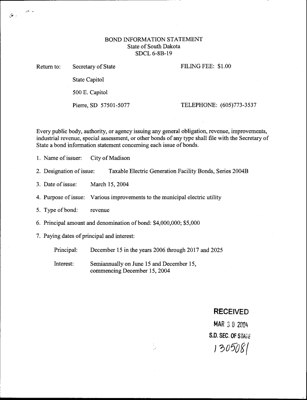 BOND INFORMATION STATEMENT
State of South Dakota
SDCL 6-8B-19
Return to: Secretary of State FILING FEE: $1.00
State Capitol
500 E. Capitol
Pierre, SD 57501-5077 TELEPHONE: (605)773-3537
Every public body, authority, or agency issuing any general obligation, revenue, improvements,
industrial revenue, special assessment, or other bonds of any type shall file with the Secretary of
State a bond information statement concerning each issue of bonds.
1. Name of issuer: City of Madison
2. Designation of issue: Taxable Electric Generation Facility Bonds, Series 2004B
3. Date of issue: March 15, 2004
4. Purpose of issue: Various improvements to the municipal electric utility
5. Type of bond: revenue
6. Principal amount and denomination of bond: $4,000,000; $5,000
7. Paying dates of principal and interest:
Principal: December 15 in the years 2006 through 2017 and 2025
Interest: Semiannually on June 15 and December 15,
commencing December 15, 2004
RECEIVED
MAR 30 2004
S.D. SEC. OF STATE
1305081